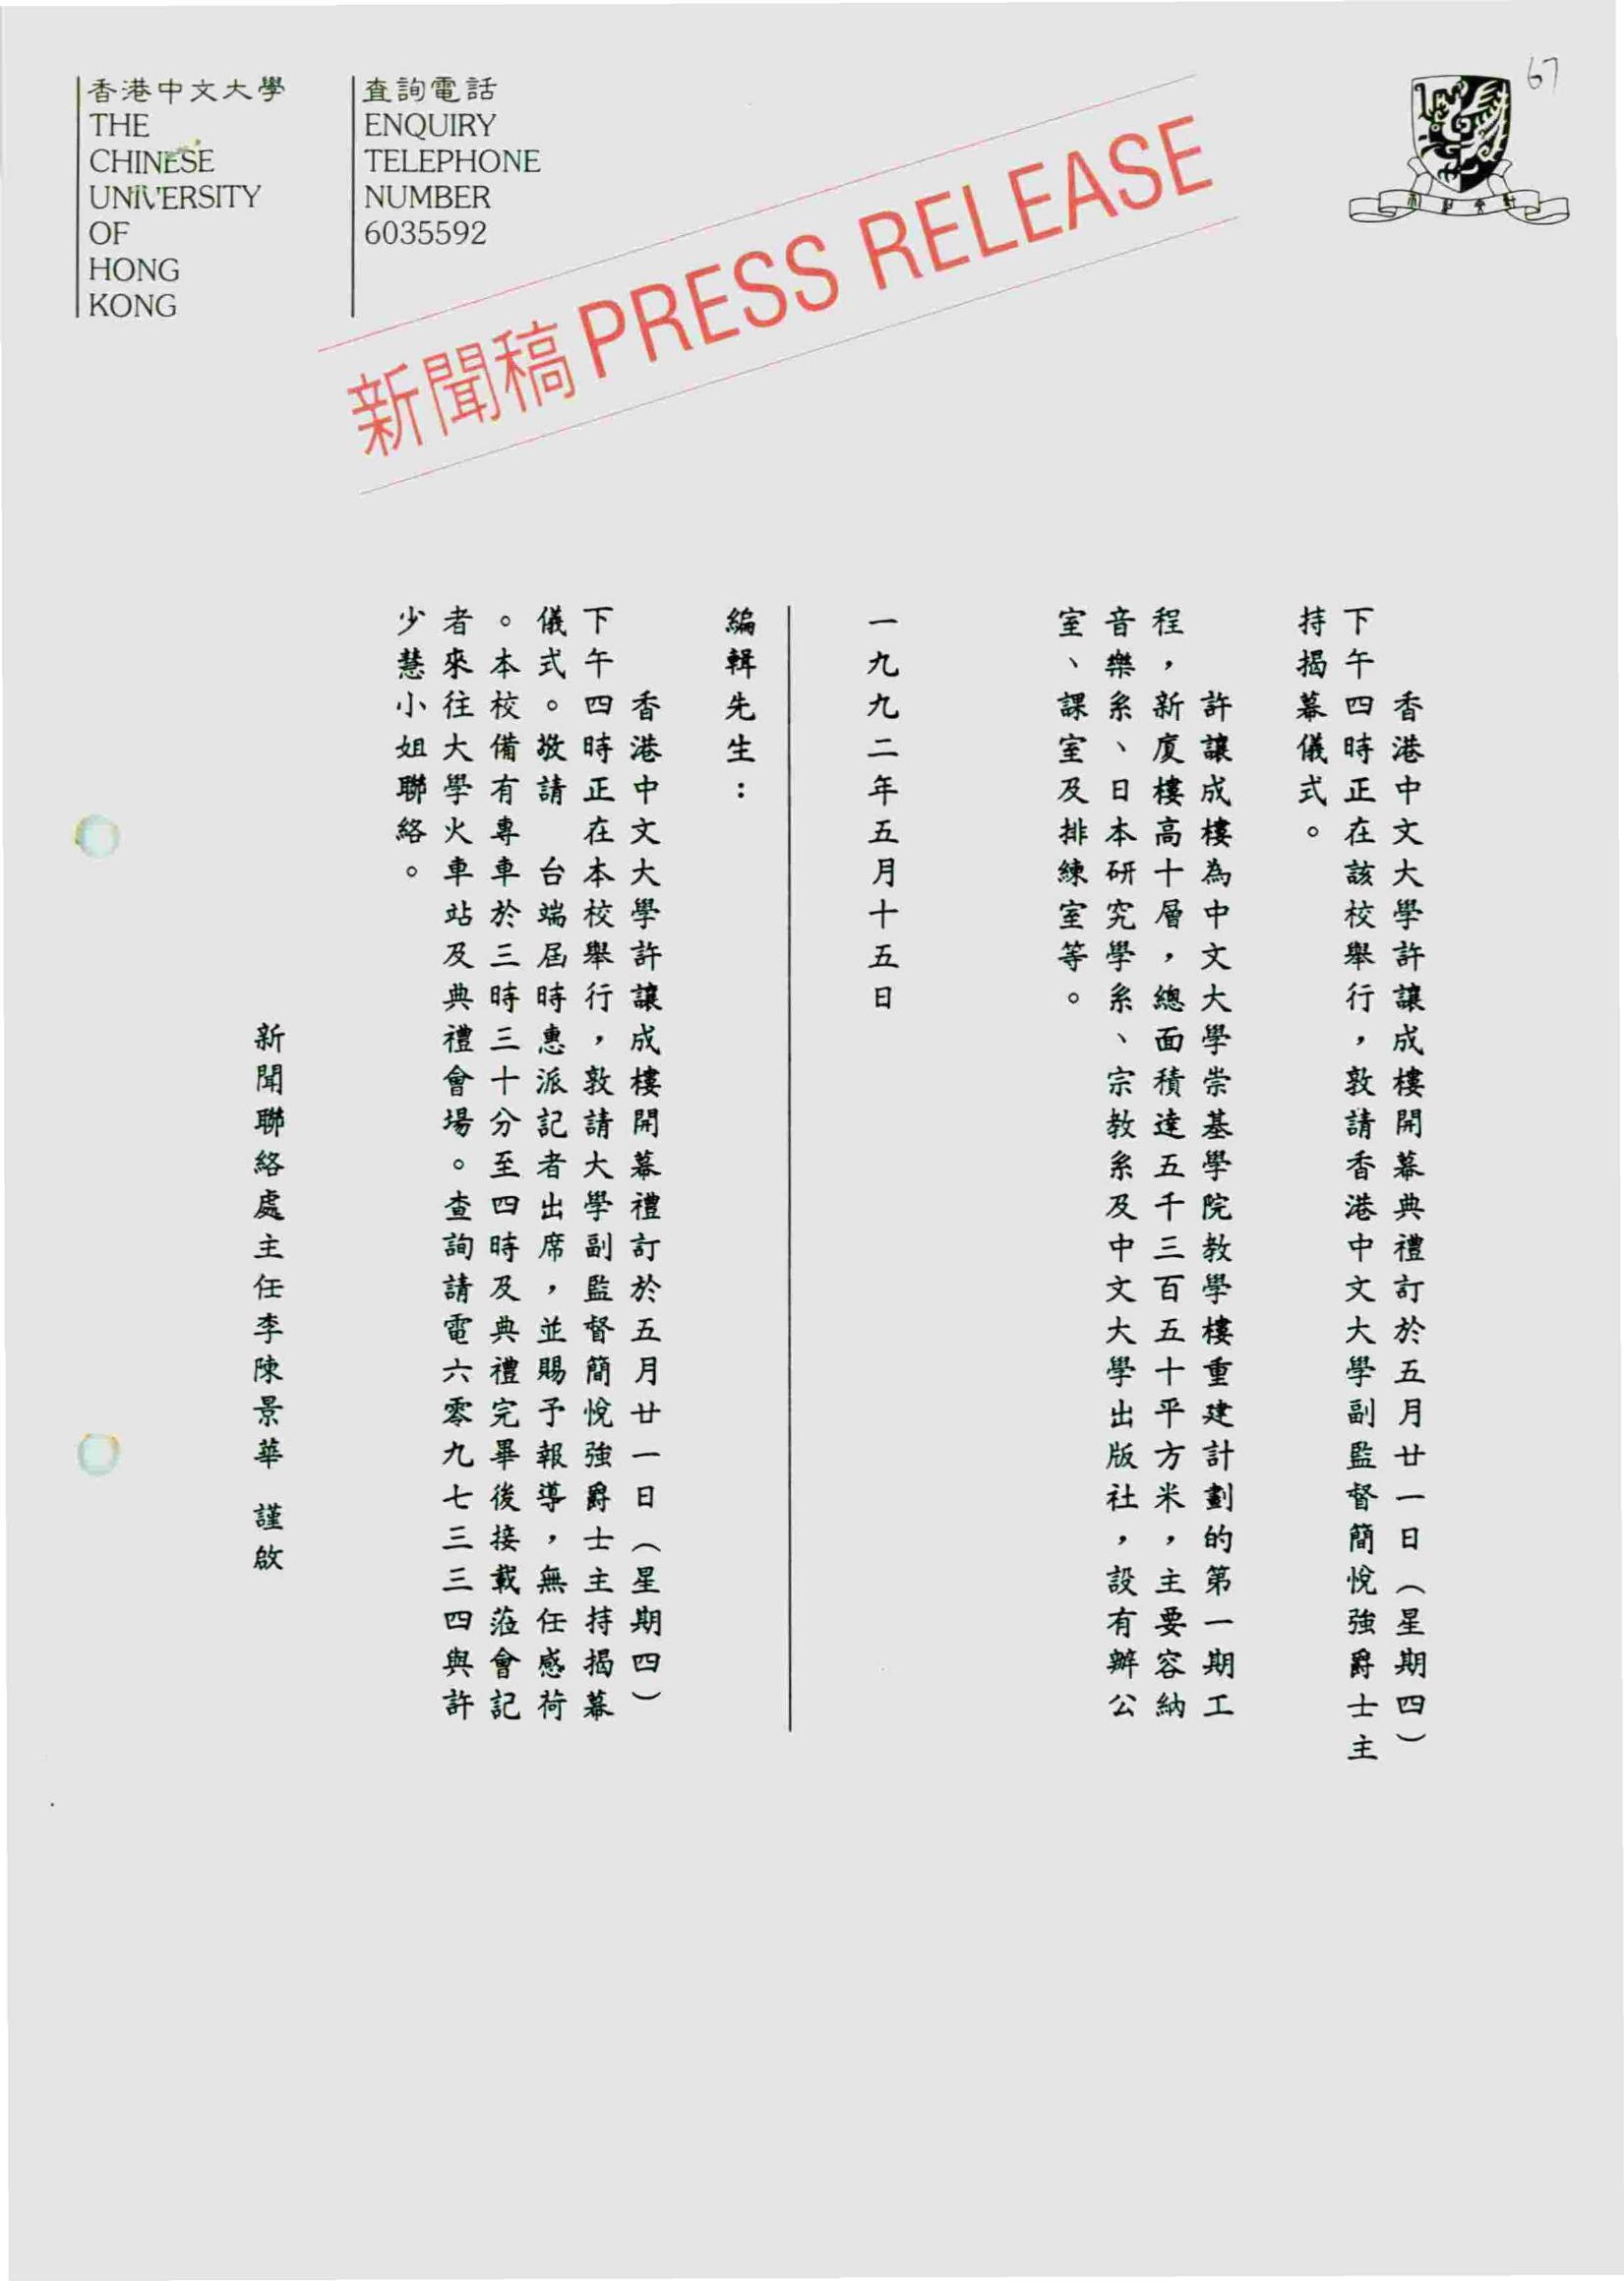 香港中文大學
THE
CHINESE
UNIVERSITY
OF
HONG
KONG
查詢電話
ENQUIRY
TELEPHONE
NUMBER
6035592
新聞稿 PRESS RELEASE
67
香港中文大學許讓成樓開幕典禮訂於五月廿一日（星期四）
下午四時正在該校舉行，敦請香港中文大學副監督簡悅強爵士主
持揭幕儀式。
許讓成樓為中文大學崇基學院教學樓重建計劃的第一期工
程，新廈樓高十層，總面積達五千三百五十平方米，主要容納
音樂系、日本研究學系、宗教系及中文大學出版社，設有辦公
室、課室及排練室等。
一九九二年五月十五日
編輯先生：
香港中文大學許讓成樓開幕禮訂於五月廿一日（星期四）
下午四時正在本校舉行，敦請大學副監督簡悅強爵士主持揭幕
儀式。敬請　台端屆時惠派記者出席，並賜予報導，無任感荷
。本校備有專車於三時三十分至四時及典禮完畢後接載蒞會記
者來往大學火車站及典禮會場。查詢請電六零九七三三四與許
少慧小姐聯絡。
新聞聯絡處主任李陳景華　謹啟